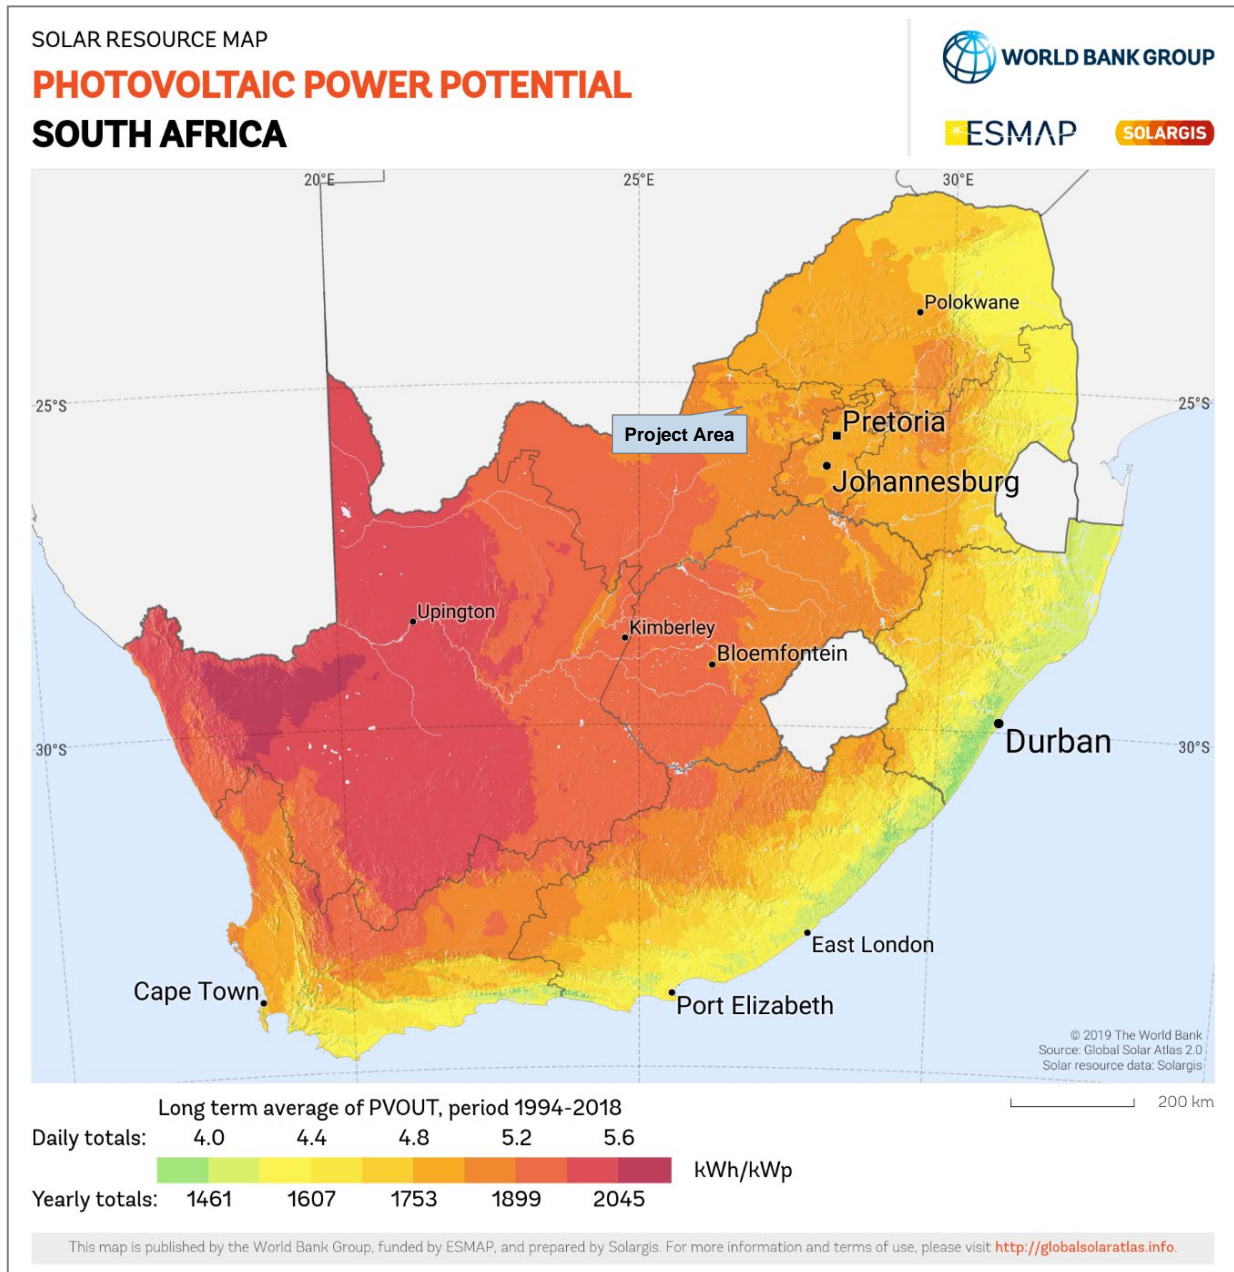 SOLAR RESOURCE MAP
PHOTOVOLTAIC POWER POTENTIAL
SOUTH AFRICA
WORLD BANK GROUP
ESMAP
SOLARGIS
20°E
25°E
30°E
Polokwane
25°S
25°S
Project Area
Pretoria
Johannesburg
Upington
Kimberley
Bloemfontein
Durban
30°S
30°S
East London
Cape Town
Port Elizabeth
© 2019 The World Bank
Source: Global Solar Atlas 2.0
Solar resource data: Solargis
200 km
Long term average of PVOUT, period 1994-2018
Daily totals: 4.0 4.4 4.8 5.2 5.6
kWh/kWp
Yearly totals: 1461 1607 1753 1899 2045
This map is published by the World Bank Group, funded by ESMAP, and prepared by Solargis. For more information and terms of use, please visit http://globalsolaratlas.info.